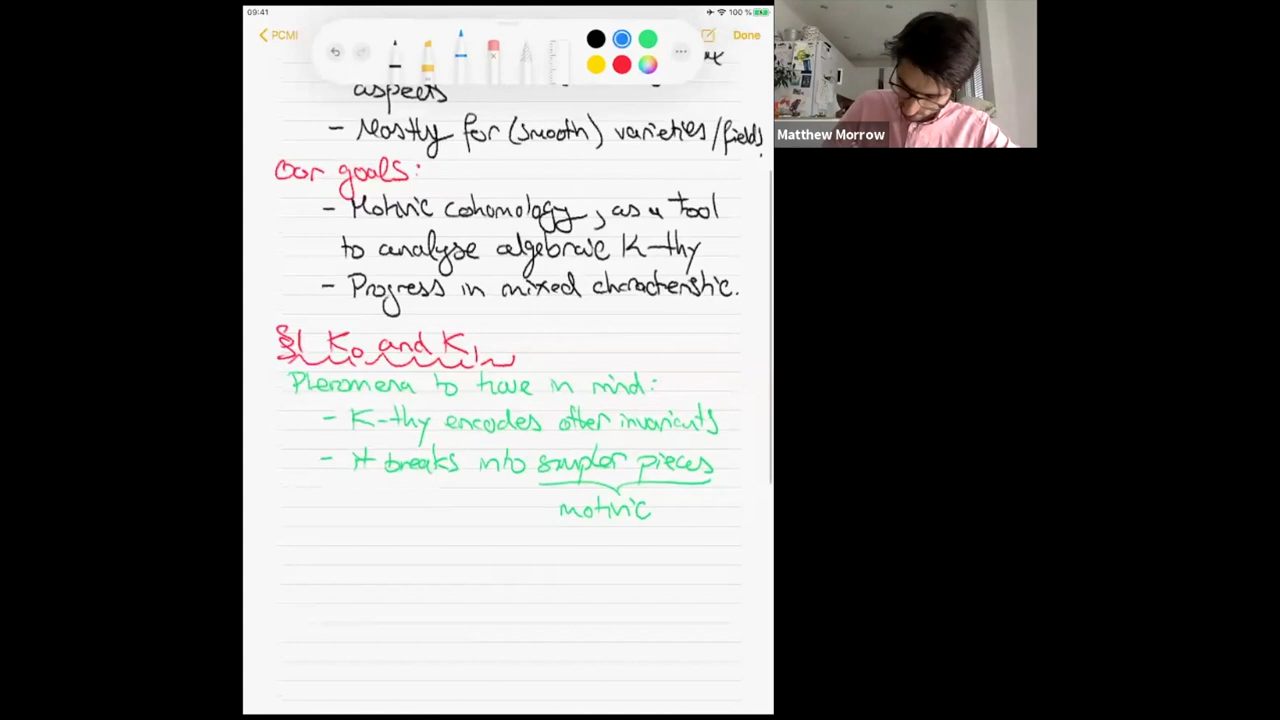 09:41
100 %
PCMI
Done
aspects
- Mostly for (smooth) varieties/fields.
Matthew Morrow
Our goals:
- Motivic cohomology, as a tool
to analyse algebraic K-thy
- Progress in mixed characteristic.
§1 K₀ and K₁
Phenomena to have in mind:
- K-thy encodes other invariants
- It breaks into simpler pieces
motivic